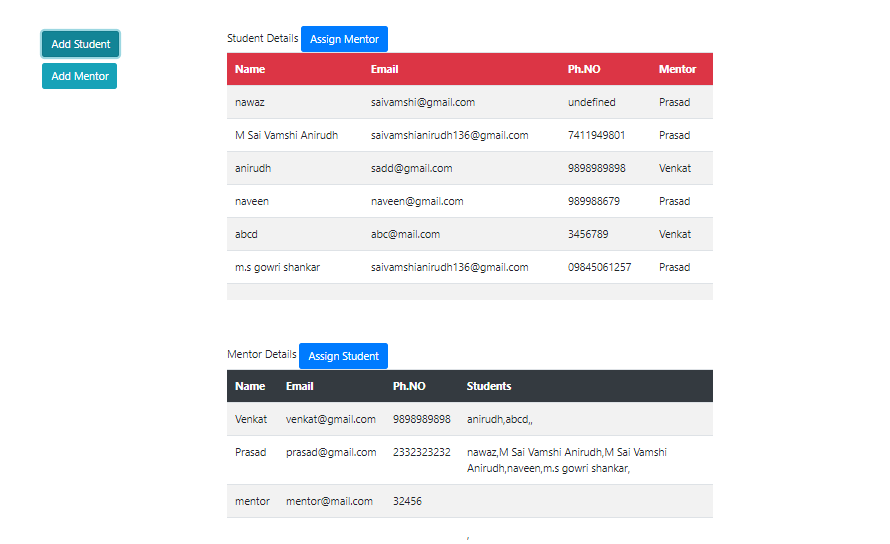 Add Student
Add Mentor
Student Details Assign Mentor
Name Email Ph.NO Mentor
nawaz saivamshi@gmail.com undefined Prasad
M Sai Vamshi Anirudh saivamshianirudh136@gmail.com 7411949801 Prasad
anirudh sadd@gmail.com 9898989898 Venkat
naveen naveen@gmail.com 989988679 Prasad
abcd abc@mail.com 3456789 Venkat
m.s gowri shankar saivamshianirudh136@gmail.com 09845061257 Prasad
Mentor Details Assign Student
Name Email Ph.NO Students
Venkat venkat@gmail.com 9898989898 anirudh,abcd,,
Prasad prasad@gmail.com 2332323232 nawaz,M Sai Vamshi Anirudh,M Sai Vamshi
Anirudh,naveen,m.s gowri shankar,
mentor mentor@mail.com 32456
,